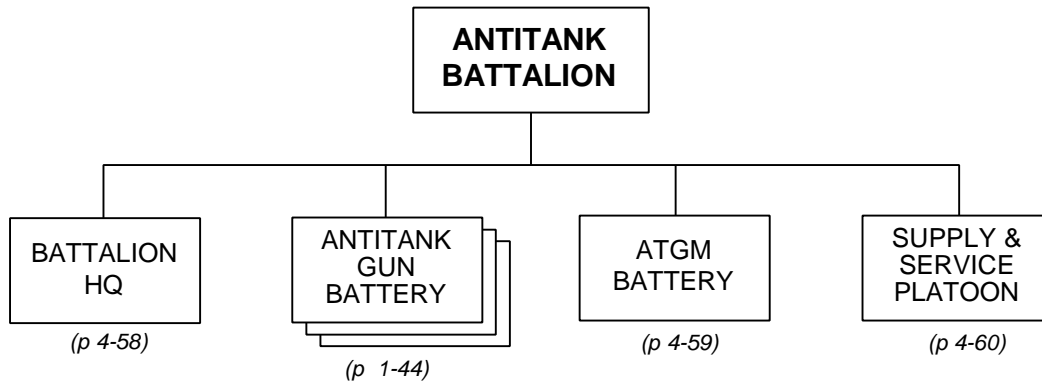 ANTITANK
BATTALION
BATTALION
HQ
(p 4-58)
ANTITANK
GUN
BATTERY
(p 1-44)
ATGM
BATTERY
(p 4-59)
SUPPLY &
SERVICE
PLATOON
(p 4-60)